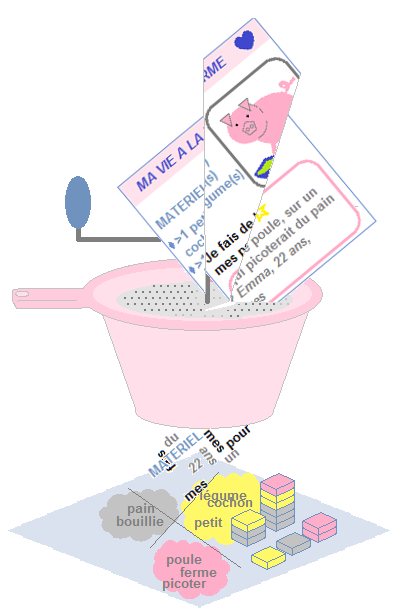 MA VIE A LA
RME
MATERIEL(s)
>1 pe
gume(s)
coc
Je fais de
mes
poule, sur un
picoterait du pain
Emma, 22 ans,
du
MATERIEL
22 ans
mes pour
un
mes
pain
bouillie
légume
cochon
petit
poule
ferme
picoter